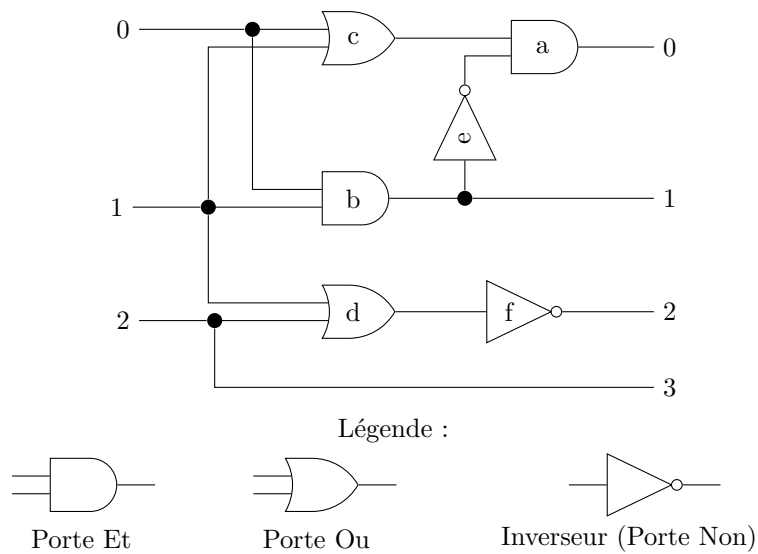 0
c
a
0
e
1
b
1
2
d
f
2
3
Légende :
Porte Et
Porte Ou
Inverseur (Porte Non)